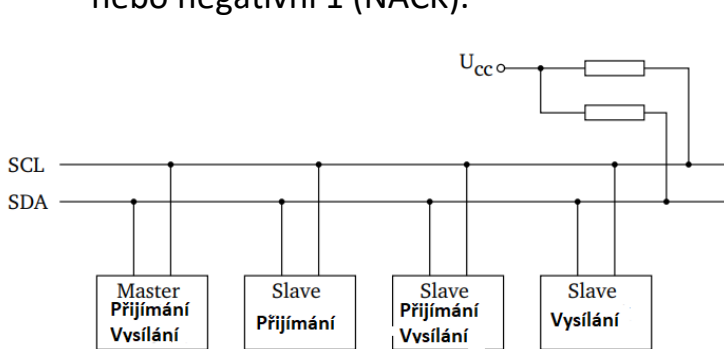 nebo negativní 1 (NACK).
UCC
SCL
SDA
Master
Přijímání
Vysílání
Slave
Přijímání
Slave
Přijímání
Vysílání
Slave
Vysílání